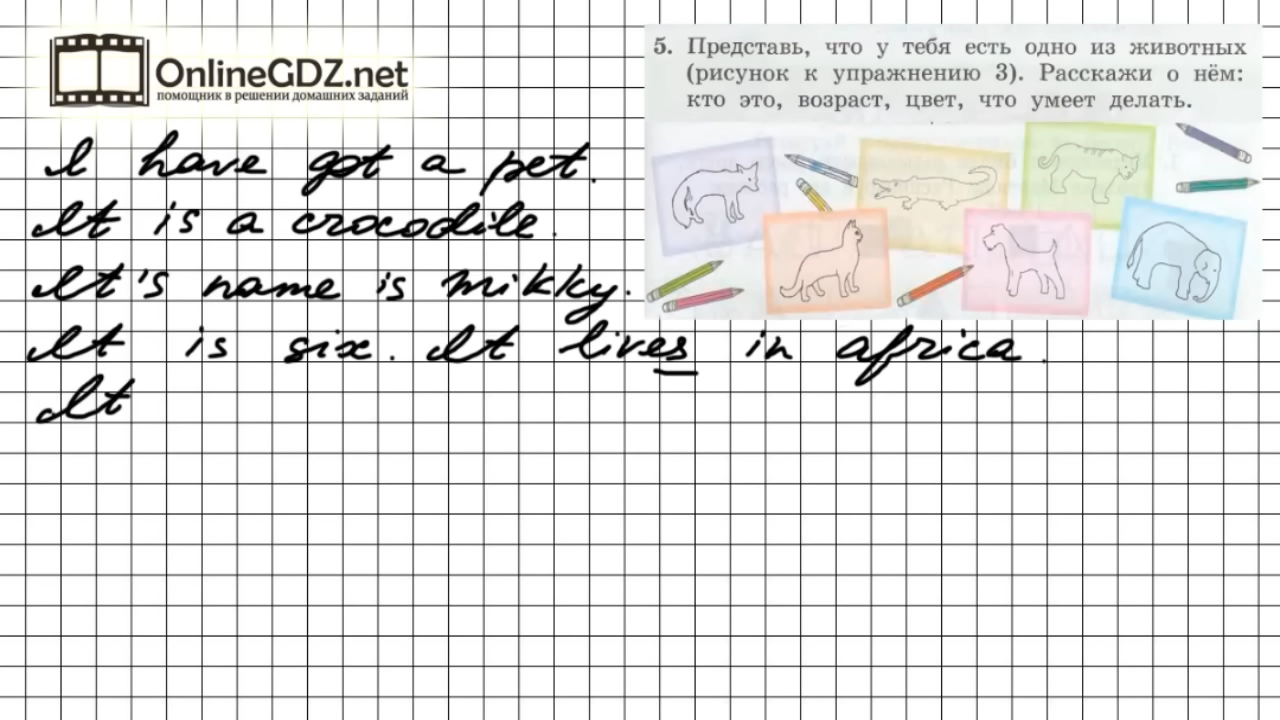 OnlineGDZ.net
помощник в решении домашних заданий
5. Представь, что у тебя есть одно из животных
(рисунок к упражнению 3). Расскажи о нём:
кто это, возраст, цвет, что умеет делать.
I have got a pet.
It is a crocodile.
It's name is mikky.
It is six. It lives in africa.
It